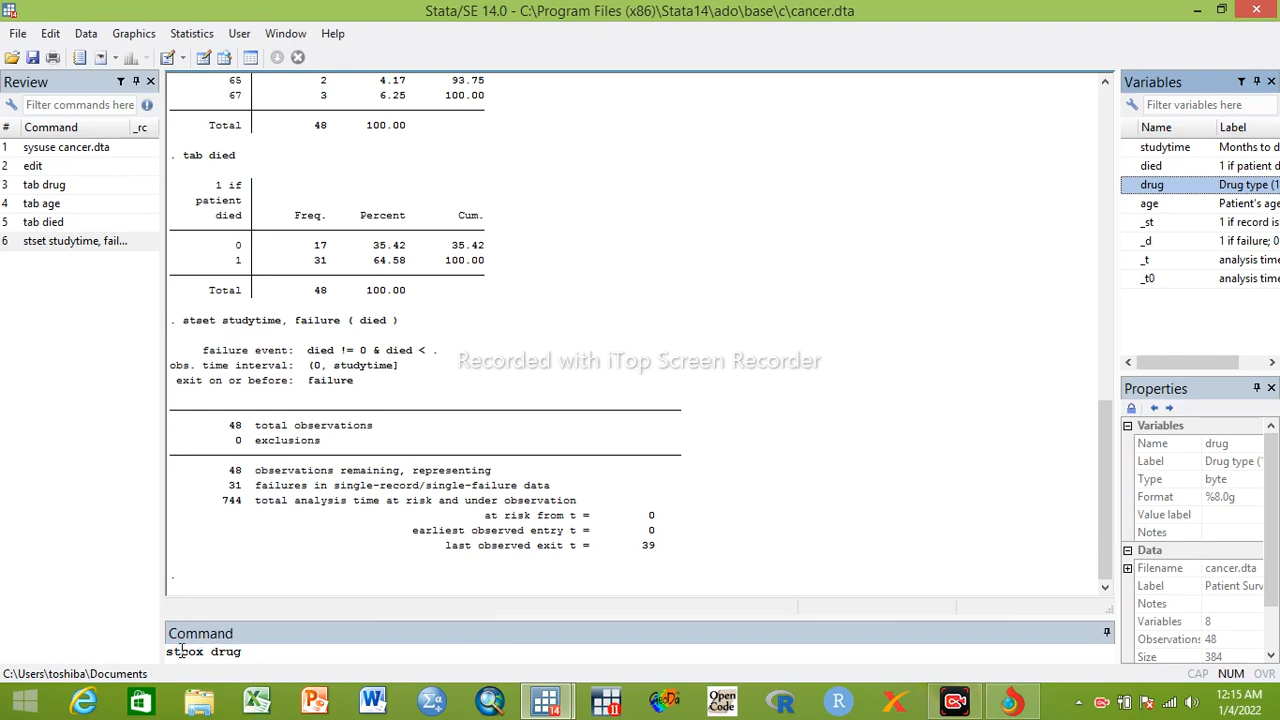 Stata/SE 14.0 - C:\Program Files (x86)\Stata14\ado\base\c\cancer.dta
File Edit Data Graphics Statistics User Window Help
Review
Filter commands here
# Command _rc
1 sysuse cancer.dta
2 edit
3 tab drug
4 tab age
5 tab died
6 stset studytime, fail...
65 2 4.17 93.75
67 3 6.25 100.00
Total 48 100.00
. tab died
1 if
patient
died Freq. Percent Cum.
0 17 35.42 35.42
1 31 64.58 100.00
Total 48 100.00
. stset studytime, failure ( died )
failure event: died != 0 & died < .
obs. time interval: (0, studytime]
exit on or before: failure
Recorded with iTop Screen Recorder
48 total observations
0 exclusions
48 observations remaining, representing
31 failures in single-record/single-failure data
744 total analysis time at risk and under observation
at risk from t = 0
earliest observed entry t = 0
last observed exit t = 39
.
Command
stcox drug
Variables
Filter variables here
Name Label
studytime Months to d
died 1 if patient d
drug Drug type (1
age Patient's age
_st 1 if record is
_d 1 if failure; 0
_t analysis time
_t0 analysis time
Properties
Variables
Name drug
Label Drug type (
Type byte
Format %8.0g
Value label
Notes
Data
Filename cancer.dta
Label Patient Surv
Notes
Variables 8
Observations 48
Size 384
C:\Users\toshiba\Documents
CAP NUM OVR
14
11
GeoDa
Open
Code
R
R
12:15 AM
1/4/2022